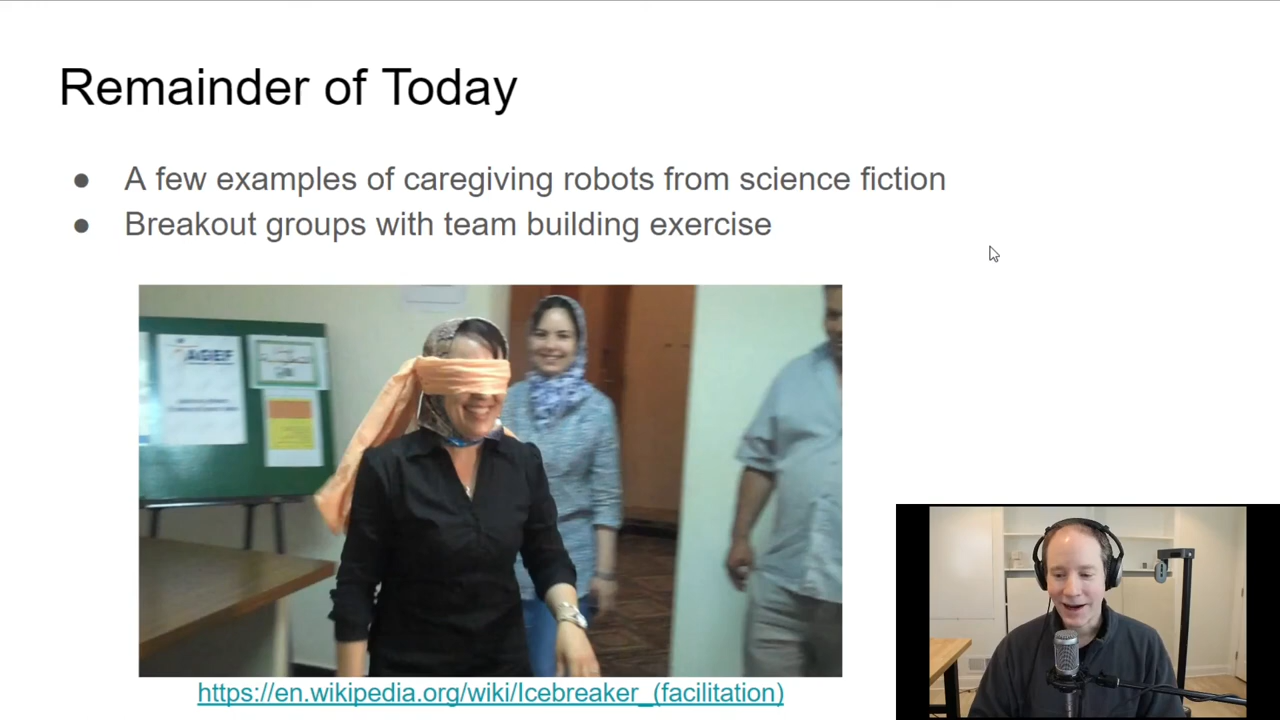 Remainder of Today
● A few examples of caregiving robots from science fiction
● Breakout groups with team building exercise
AGEF
https://en.wikipedia.org/wiki/Icebreaker_(facilitation)